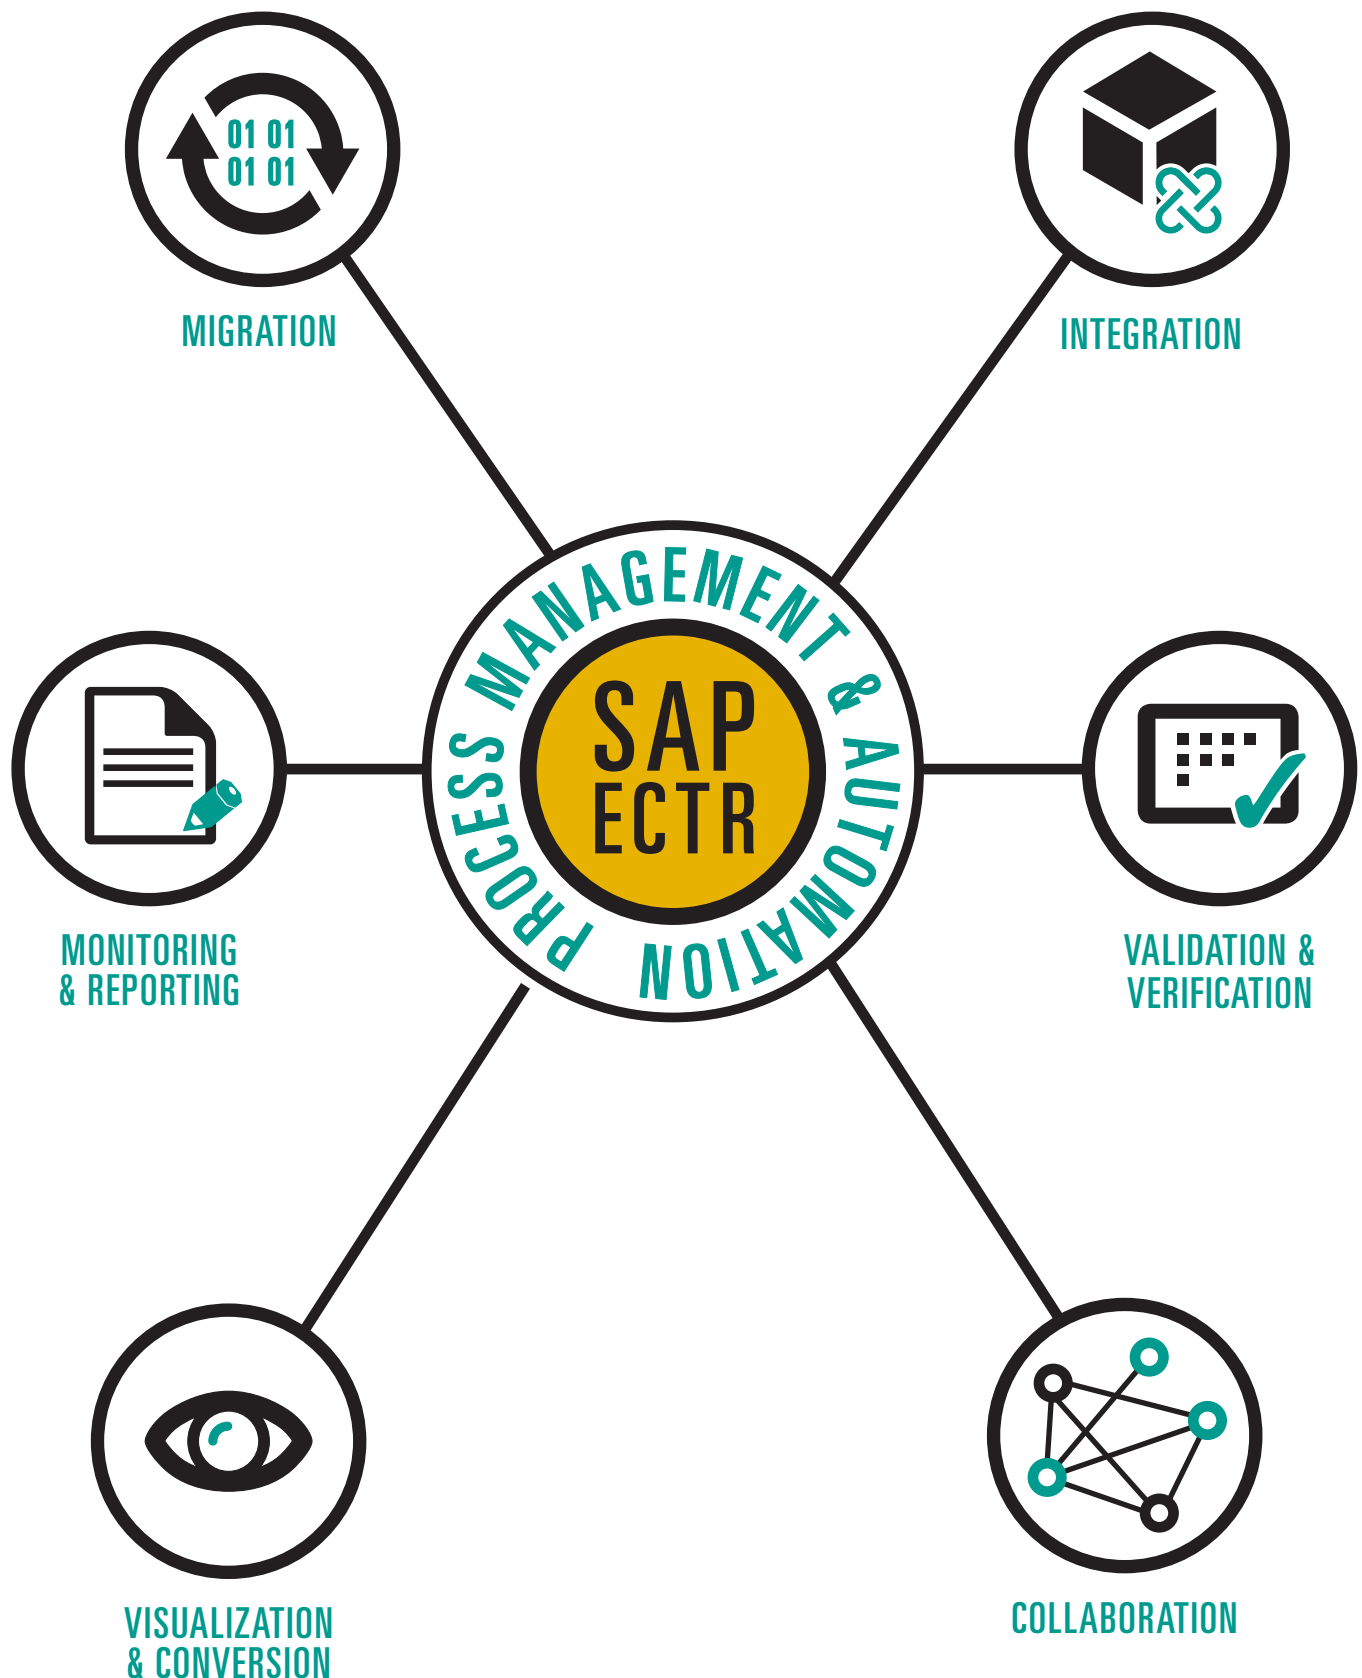 01 01
01 01
MIGRATION
INTEGRATION
PROCESS MANAGEMENT & AUTOMATION
SAP
ECTR
MONITORING
& REPORTING
VALIDATION &
VERIFICATION
VISUALIZATION
& CONVERSION
COLLABORATION